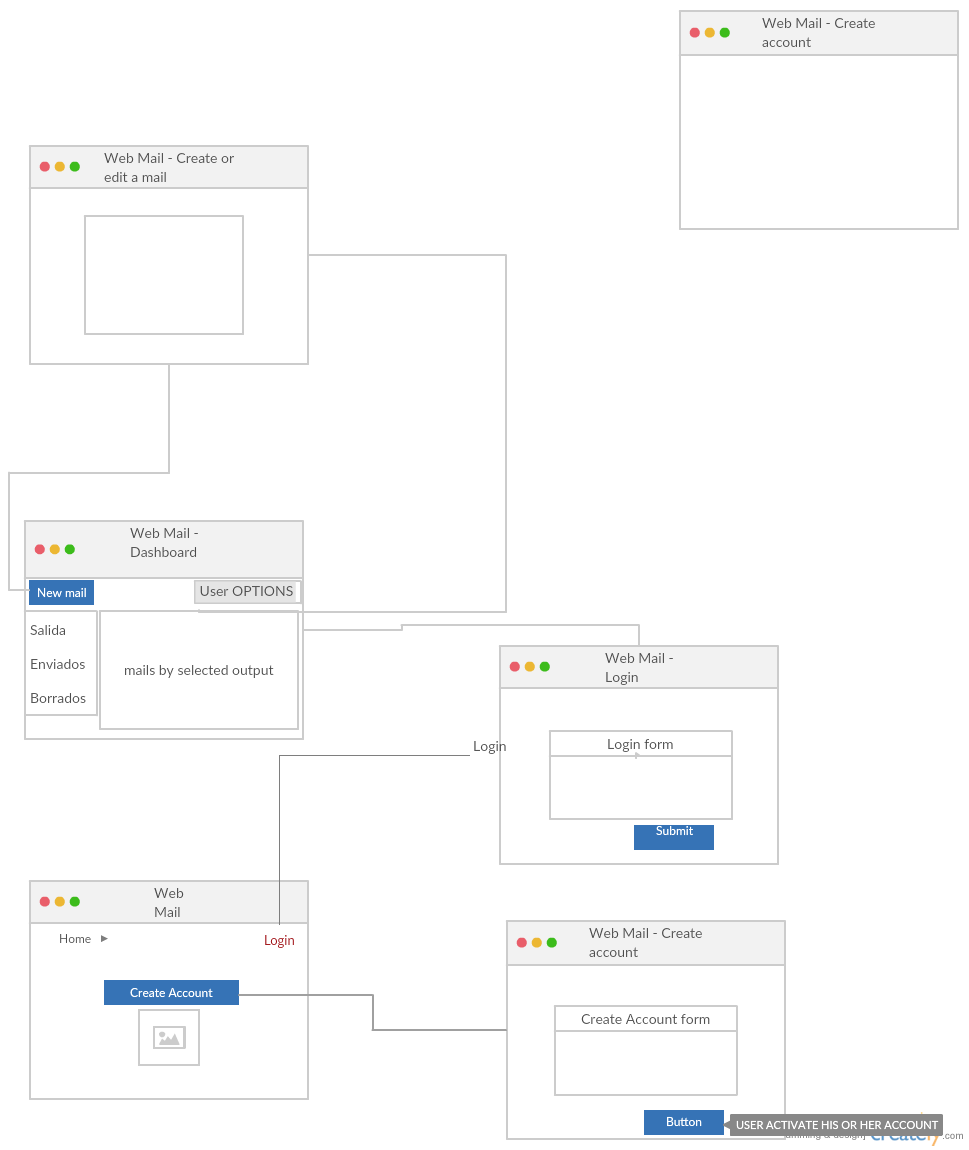 Web Mail - Create
account
Web Mail - Create or
edit a mail
Web Mail -
Dashboard
New mail
User OPTIONS
Salida
Enviados
Borrados
mails by selected output
Web Mail -
Login
Login
Login form
Submit
Web
Mail
Home
Login
Create Account
Web Mail - Create
account
Create Account form
Button
USER ACTIVATE HIS OR HER ACCOUNT
creately.com